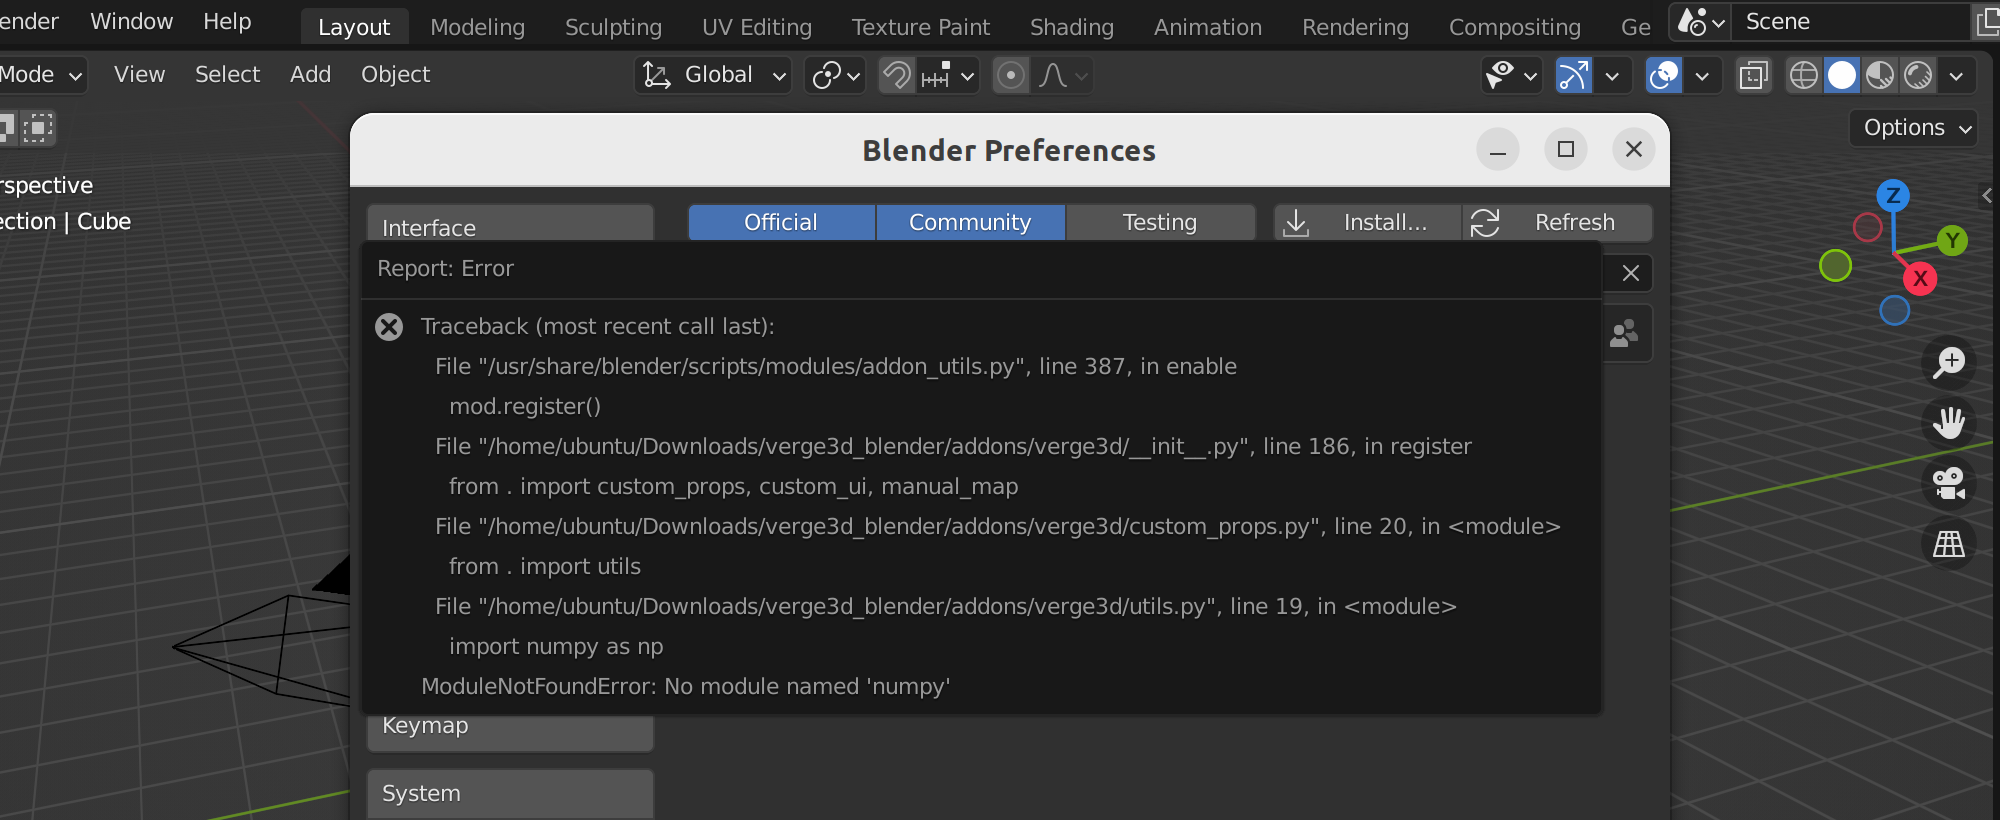 ender Window Help Layout Modeling Sculpting UV Editing Texture Paint Shading Animation Rendering Compositing Ge Scene
Mode View Select Add Object Global
Options
Blender Preferences
rspective
ection | Cube
Z
Y
X
Interface Official Community Testing Install... Refresh
Report: Error
Traceback (most recent call last):
File "/usr/share/blender/scripts/modules/addon_utils.py", line 387, in enable
mod.register()
File "/home/ubuntu/Downloads/verge3d_blender/addons/verge3d/__init__.py", line 186, in register
from . import custom_props, custom_ui, manual_map
File "/home/ubuntu/Downloads/verge3d_blender/addons/verge3d/custom_props.py", line 20, in <module>
from . import utils
File "/home/ubuntu/Downloads/verge3d_blender/addons/verge3d/utils.py", line 19, in <module>
import numpy as np
ModuleNotFoundError: No module named 'numpy'
Keymap
System